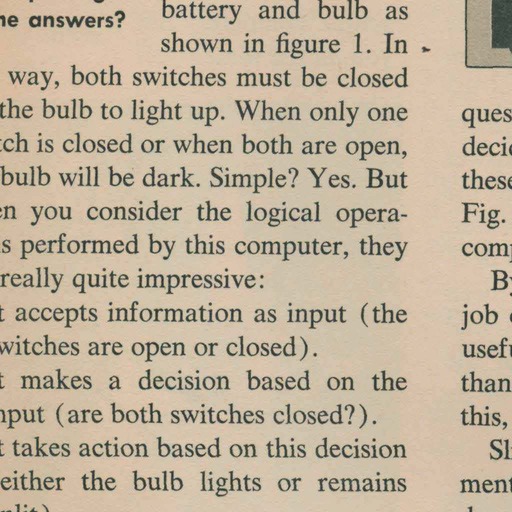 he answers?
battery and bulb as
shown in figure 1. In
way, both switches must be closed
the bulb to light up. When only one
tch is closed or when both are open,
bulb will be dark. Simple? Yes. But
en you consider the logical opera-
s performed by this computer, they
really quite impressive:
t accepts information as input (the
witches are open or closed).
t makes a decision based on the
nput (are both switches closed?).
t takes action based on this decision
either the bulb lights or remains
ques
decid
these
Fig.
comp
By
job
usefu
than
this,
Sl
ment